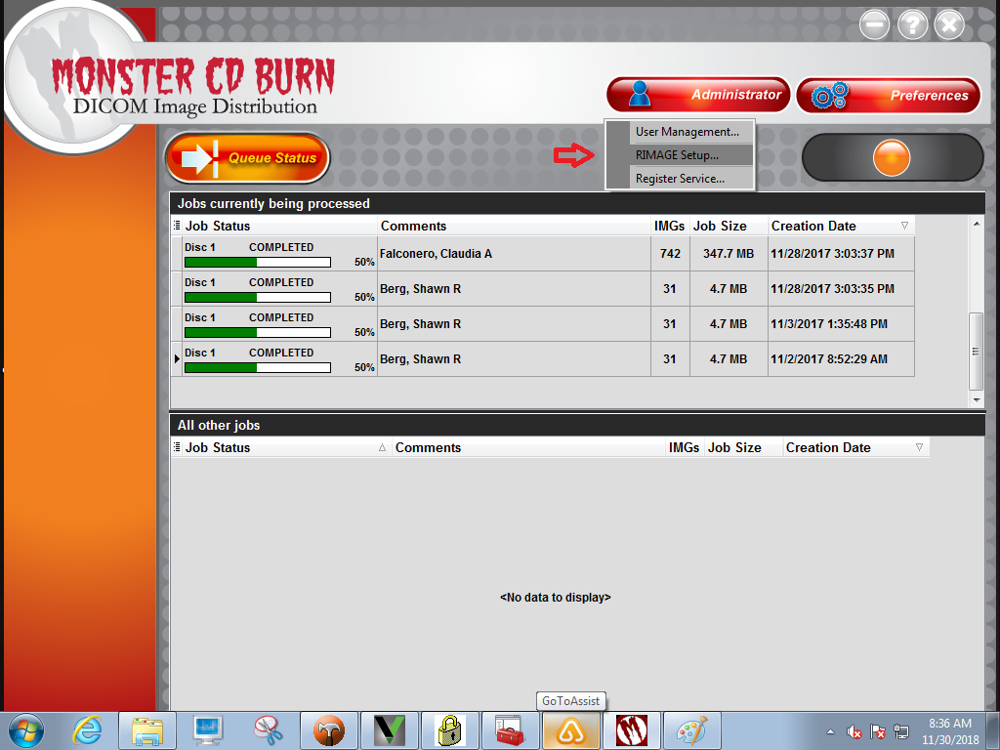 MONSTER CD BURN
DICOM Image Distribution
Administrator
Preferences
User Management...
RIMAGE Setup...
Register Service...
Queue Status
Jobs currently being processed
Job Status Comments IMGs Job Size Creation Date
Disc 1 COMPLETED
50% Falconero, Claudia A 742 347.7 MB 11/28/2017 3:03:37 PM
Disc 1 COMPLETED
50% Berg, Shawn R 31 4.7 MB 11/28/2017 3:03:35 PM
Disc 1 COMPLETED
50% Berg, Shawn R 31 4.7 MB 11/3/2017 1:35:48 PM
Disc 1 COMPLETED
50% Berg, Shawn R 31 4.7 MB 11/2/2017 8:52:29 AM
All other jobs
Job Status Comments IMGs Job Size Creation Date
<No data to display>
GoToAssist
8:36 AM
11/30/2018